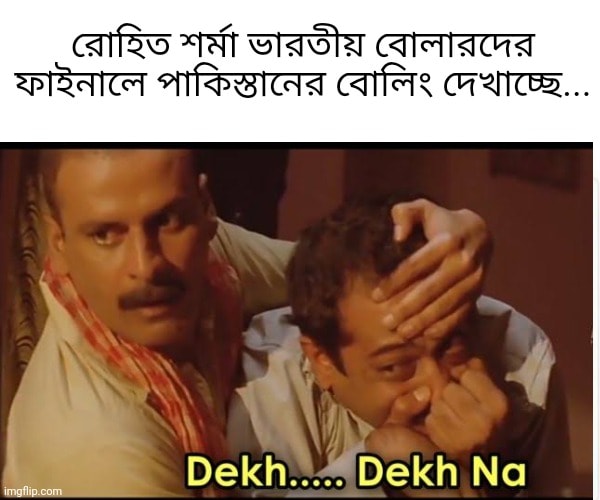 রোহিত শর্মা ভারতীয় বোলারদের
ফাইনালে পাকিস্তানের বোলিং দেখাচ্ছে...
Dekh..... Dekh Na
imgflip.com